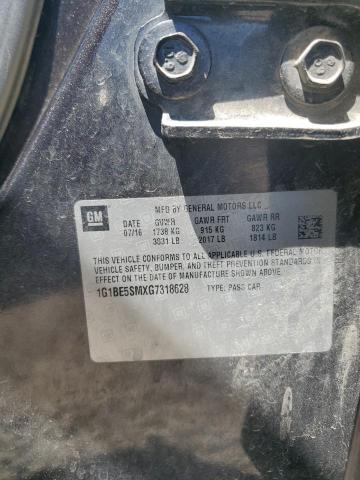 GM
MFD BY GENERAL MOTORS LLC
DATE GVWR GAWR FRT GAWR RR
07/16 1738 KG 915 KG 823 KG
3831 LB 2017 LB 1814 LB
THIS VEHICLE CONFORMS TO ALL APPLICABLE U.S. FEDERAL MOTOR
VEHICLE SAFETY, BUMPER, AND THEFT PREVENTION STANDARDS IN
EFFECT ON THE DATE OF MANUFACTURE SHOWN ABOVE.
1G1BE5SMXG7318628 TYPE: PASS CAR